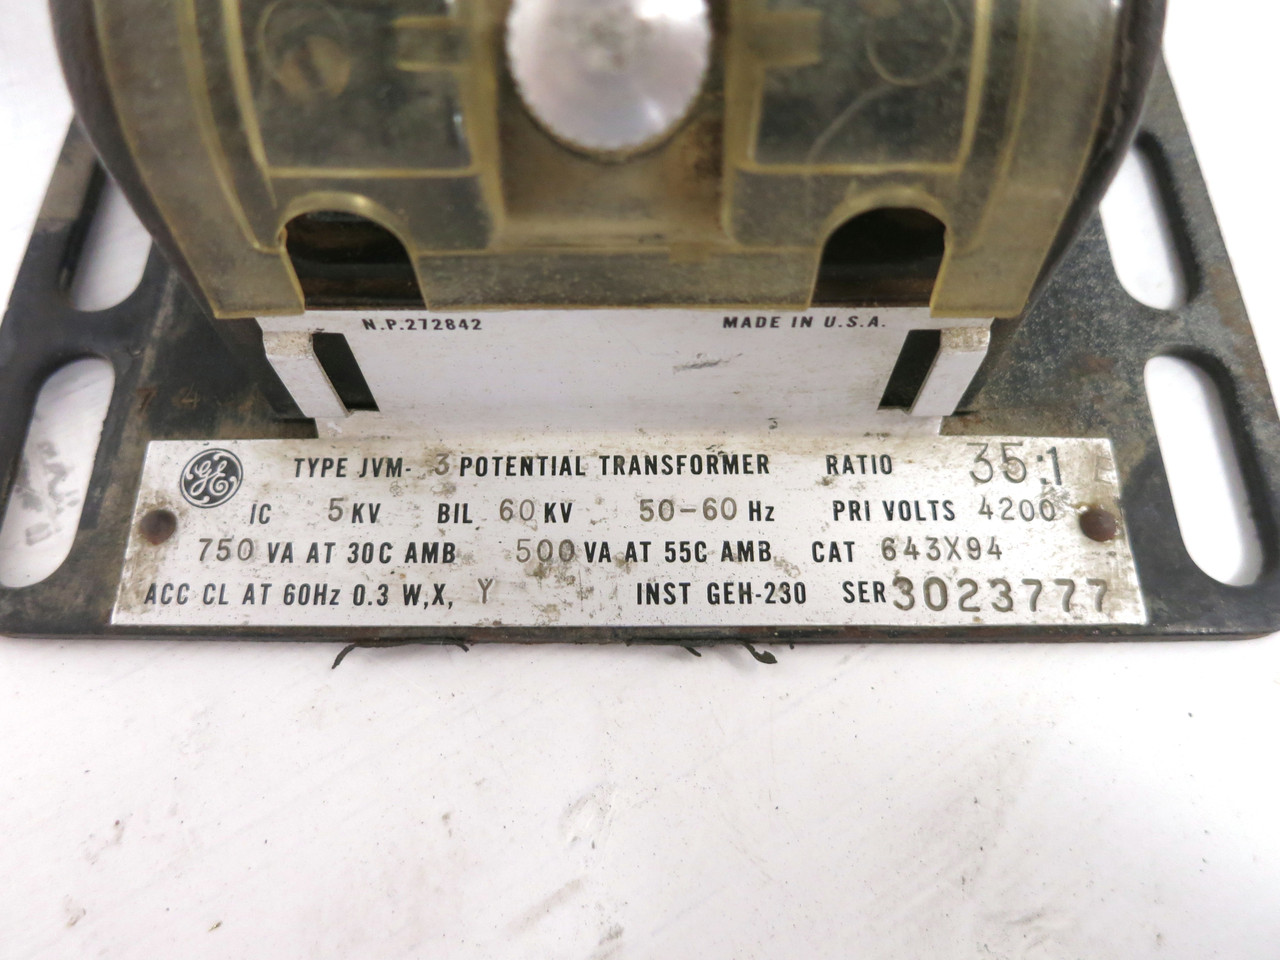 N.P.272842 MADE IN U.S.A.
GE TYPE JVM-3 POTENTIAL TRANSFORMER RATIO 35:1
IC 5 KV BIL 60 KV 50-60 Hz PRI VOLTS 4200
750 VA AT 30C AMB 500 VA AT 55C AMB CAT 643X94
ACC CL AT 60Hz 0.3 W,X, Y INST GEH-230 SER 3023777